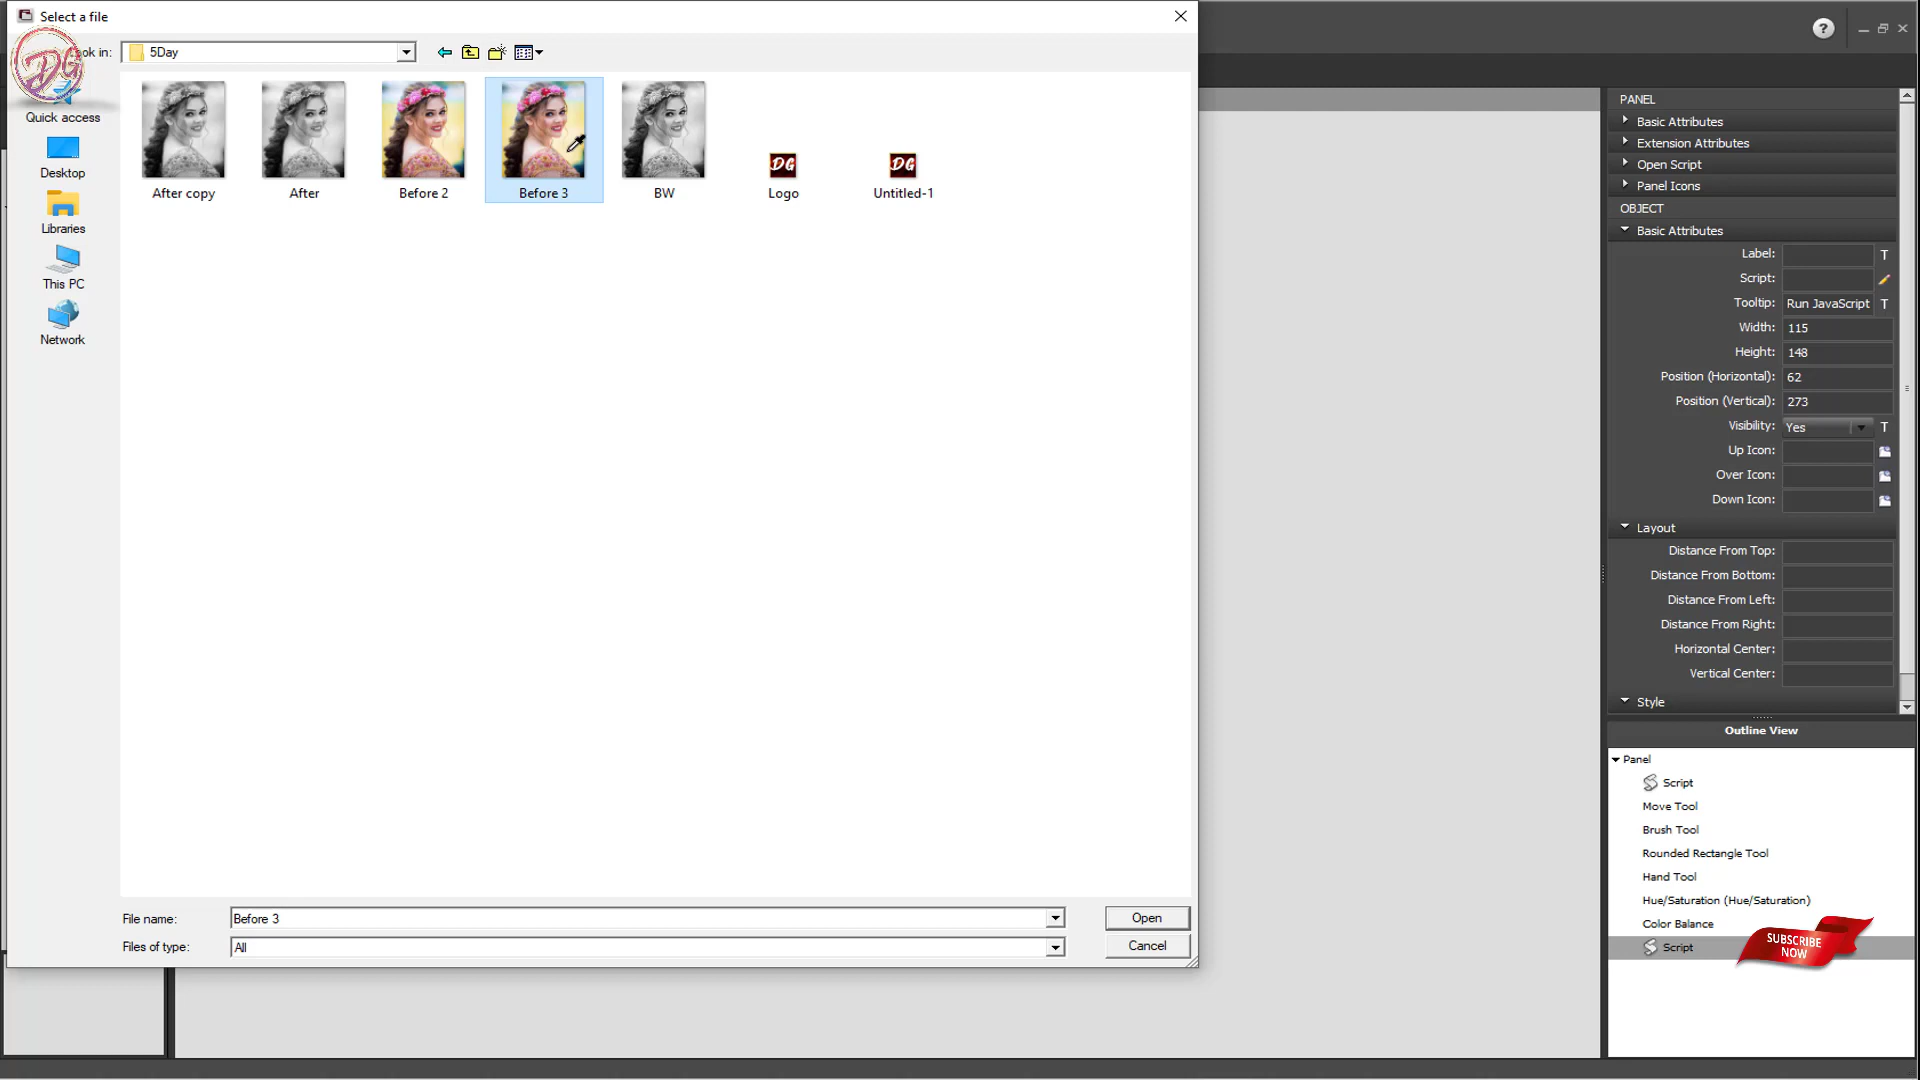 Select a file
DG
ok in:
5Day
Quick access
Desktop
Libraries
This PC
Network
After copy
After
Before 2
Before 3
BW
DG
Logo
DG
Untitled-1
File name:
Before 3
Open
Files of type:
All
Cancel
?
PANEL
Basic Attributes
Extension Attributes
Open Script
Panel Icons
OBJECT
Basic Attributes
Label:
T
Script:
Tooltip:
Run JavaScript
T
Width:
115
Height:
148
Position (Horizontal):
62
Position (Vertical):
273
Visibility:
Yes
T
Up Icon:
Over Icon:
Down Icon:
Layout
Distance From Top:
Distance From Bottom:
Distance From Left:
Distance From Right:
Horizontal Center:
Vertical Center:
Style
Outline View
Panel
Script
Move Tool
Brush Tool
Rounded Rectangle Tool
Hand Tool
Hue/Saturation (Hue/Saturation)
Color Balance
Script
SUBSCRIBE
NOW